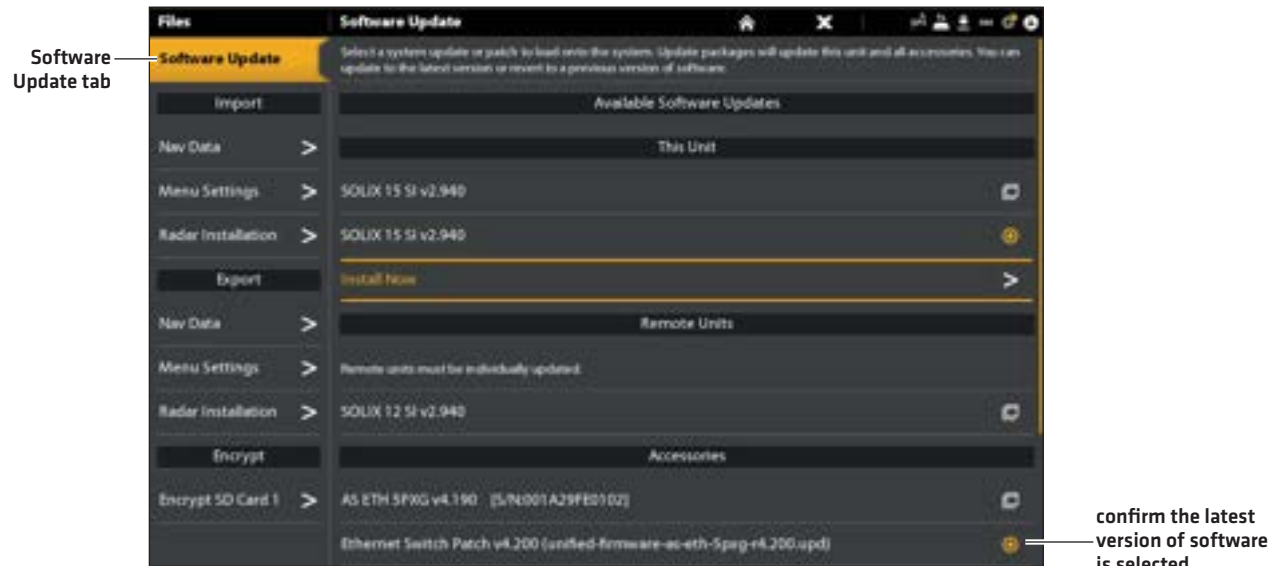 Files
Software Update
Software Update tab
Software Update
Select a system update or patch to load onto the system. Update packages will update this unit and all accessories. You can
update to the latest version or revert to a previous version of software.
Import
Available Software Updates
Nav Data
This Unit
Menu Settings
SOLIX 15 SI v2.940
Radar Installation
SOLIX 15 SI v2.940
Export
Install Now
Nav Data
Remote Units
Menu Settings
Remote units must be individually updated.
Radar Installation
SOLIX 12 SI v2.940
Encrypt
Accessories
Encrypt SD Card 1
AS ETH 5PXG v4.190 [S/N:001A29FE0102]
Ethernet Switch Patch v4.200 (unified-firmware-as-eth-5pxg-r4.200.upd)
confirm the latest
version of software
is selected